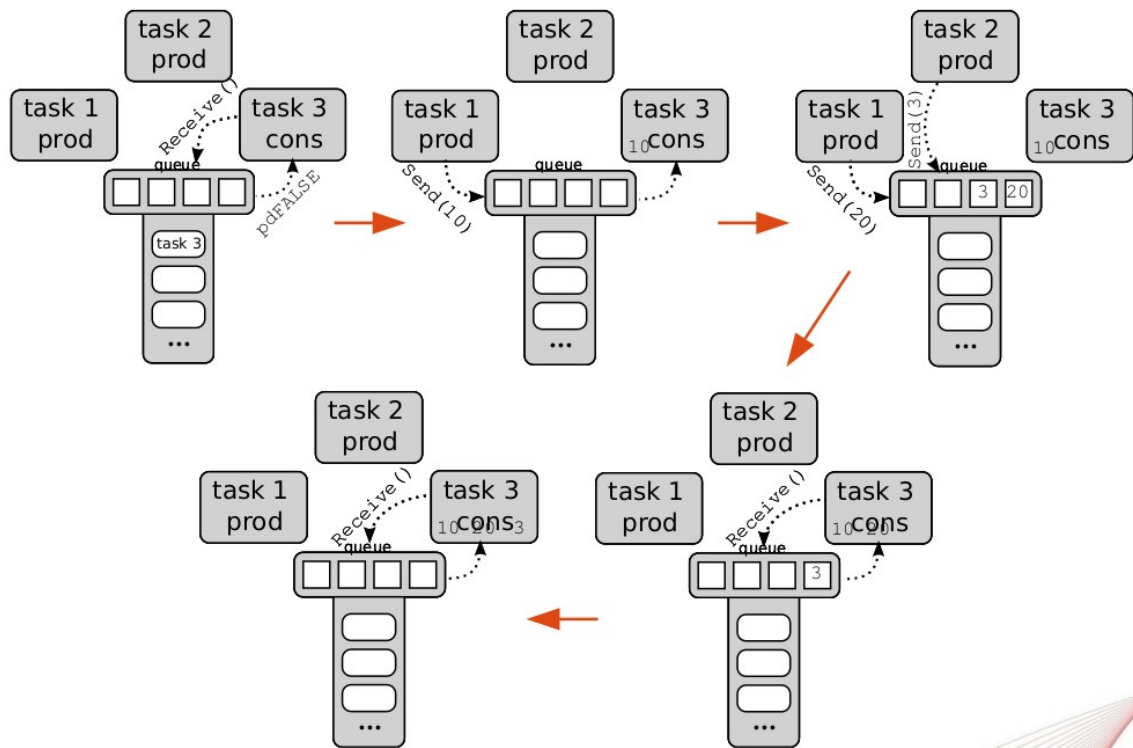 task 2
prod
task 1
prod
task 3
cons
Receive()
queue
pdFALSE
task 3
...
task 2
prod
task 1
prod
task 3
cons
10
Send(10)
queue
...
task 2
prod
task 1
prod
task 3
cons
10
Send(3)
Send(20)
queue
3 20
...
task 2
prod
task 1
prod
task 3
cons
10 20 3
Receive()
queue
...
task 2
prod
task 1
prod
task 3
cons
10 20
Receive()
queue
3
...